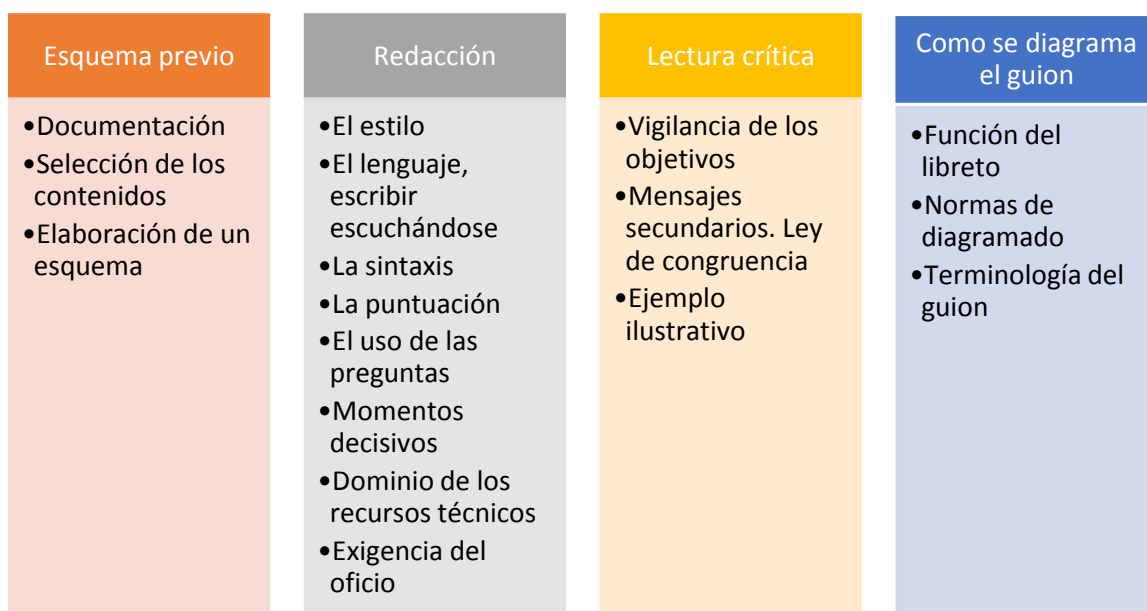 Esquema previo
•Documentación
•Selección de los
contenidos
•Elaboración de un
esquema
Redacción
•El estilo
•El lenguaje,
escribir
escuchándose
•La sintaxis
•La puntuación
•El uso de las
preguntas
•Momentos
decisivos
•Dominio de los
recursos técnicos
•Exigencia del
oficio
Lectura crítica
•Vigilancia de los
objetivos
•Mensajes
secundarios. Ley
de congruencia
•Ejemplo
ilustrativo
Como se diagrama
el guion
•Función del
libreto
•Normas de
diagramado
•Terminología del
guion